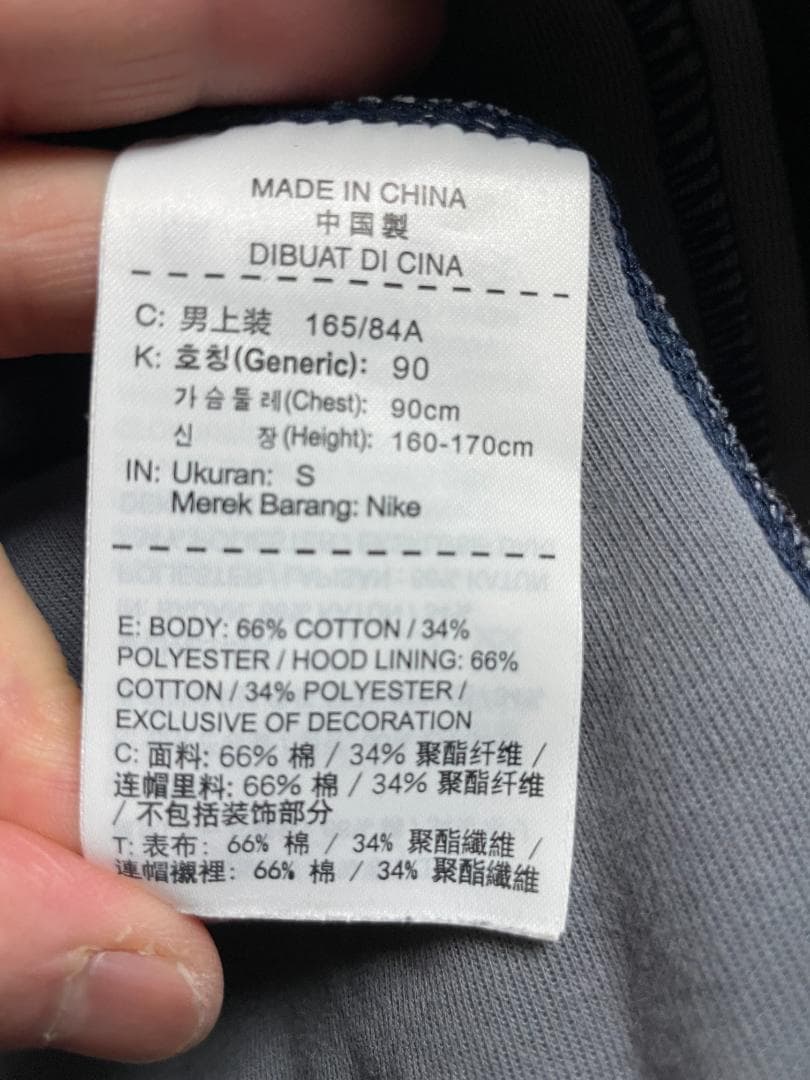 MADE IN CHINA
中国製
DIBUAT DI CINA
C: 男上装 165/84A
K: 호칭(Generic): 90
가슴둘레(Chest): 90cm
신 장(Height): 160-170cm
IN: Ukuran: S
Merek Barang: Nike
E: BODY: 66% COTTON / 34%
POLYESTER / HOOD LINING: 66%
COTTON / 34% POLYESTER /
EXCLUSIVE OF DECORATION
C: 面料: 66% 棉 / 34% 聚酯纤维 /
连帽里料: 66% 棉 / 34% 聚酯纤维
/ 不包括装饰部分
T: 表布: 66% 棉 / 34% 聚酯纖維 /
連帽襯裡: 66% 棉 / 34% 聚酯纖維